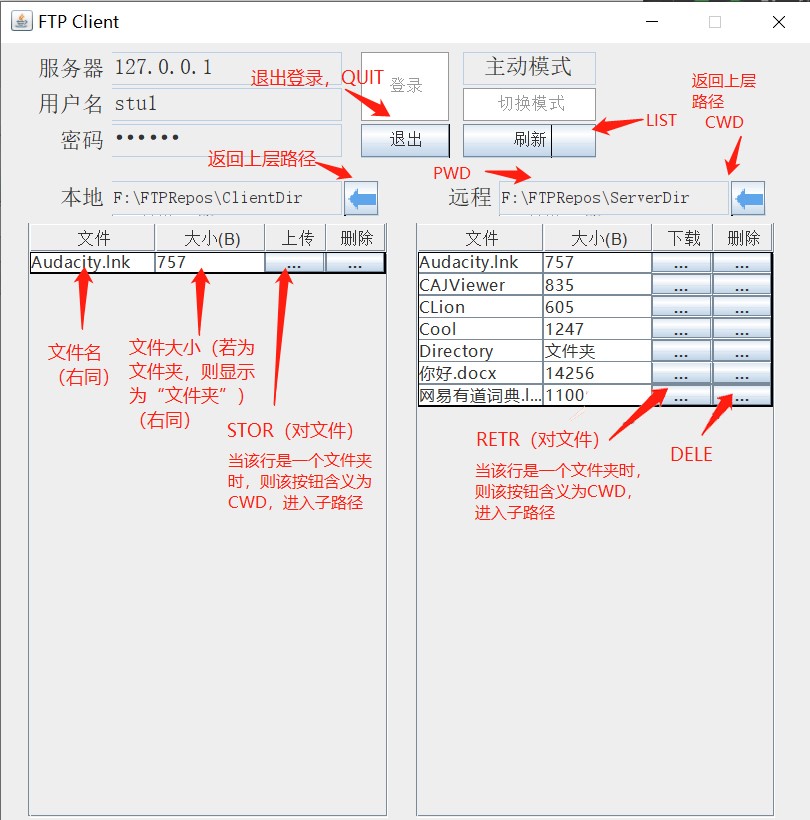 FTP Client
服务器 127.0.0.1
退出登录，QUIT
登录
主动模式
用户名 stu1
切换模式
返回上层
路径
CWD
密码 ••••••
退出
刷新
LIST
返回上层路径
PWD
本地 F:\FTPRepos\ClientDir
远程 F:\FTPRepos\ServerDir
文件 大小(B) 上传 删除
Audacity.lnk 757 ... ...
文件名
（右同）
文件大小（若为
文件夹，则显示
为“文件夹”）
（右同）
STOR（对文件）
当该行是一个文件夹
时，则该按钮含义为
CWD，进入子路径
文件 大小(B) 下载 删除
Audacity.lnk 757 ... ...
CAJViewer 835 ... ...
CLion 605 ... ...
Cool 1247 ... ...
Directory 文件夹 ... ...
你好.docx 14256 ... ...
网易有道词典.l... 1100 ... ...
RETR（对文件）
当该行是一个文件夹时，
则该按钮含义为CWD，
进入子路径
DELE